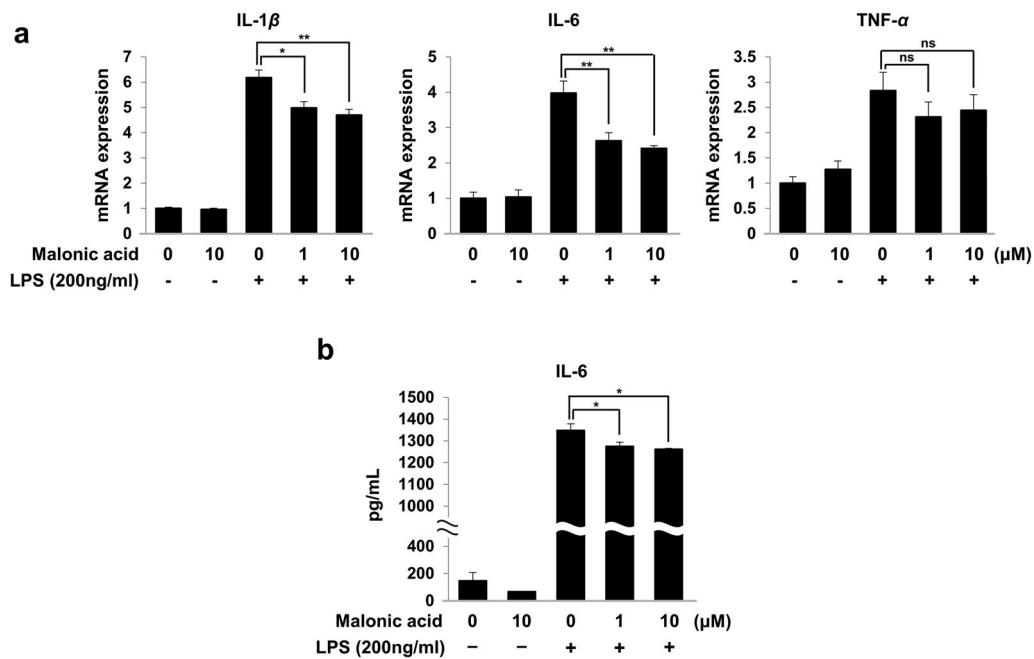 a
IL-1β
mRNA expression
7
6
5
4
3
2
1
0
*
**
IL-6
mRNA expression
5
4
3
2
1
0
**
**
TNF-α
mRNA expression
3.5
3
2.5
2
1.5
1
0.5
0
ns
ns
Malonic acid 0 10 0 1 10 0 10 0 1 10 0 10 0 1 10 (μM)
LPS (200ng/ml) - - + + + - - + + + - - + + +
b
IL-6
pg/mL
1500
1400
1300
1200
1100
1000
400
200
0
*
*
Malonic acid 0 10 0 1 10 (μM)
LPS (200ng/ml) – – + + +